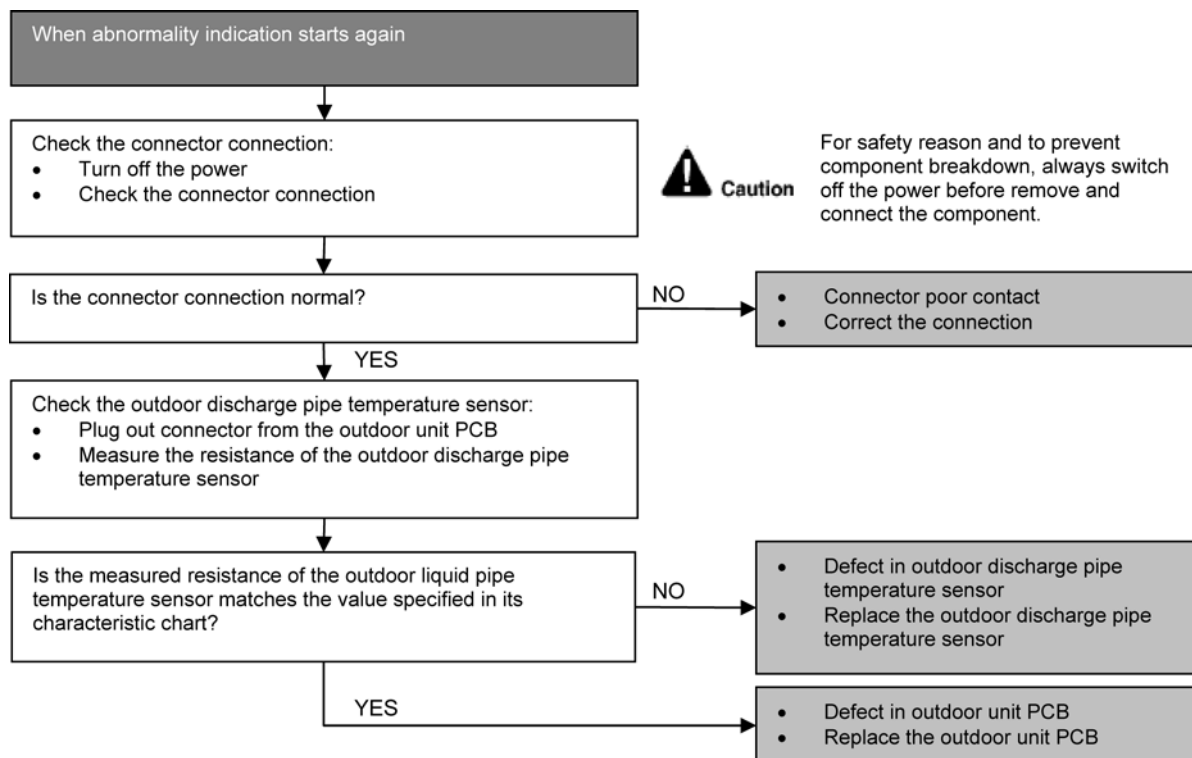 When abnormality indication starts again
Check the connector connection:
• Turn off the power
• Check the connector connection
Caution
For safety reason and to prevent
component breakdown, always switch
off the power before remove and
connect the component.
Is the connector connection normal?
NO
• Connector poor contact
• Correct the connection
YES
Check the outdoor discharge pipe temperature sensor:
• Plug out connector from the outdoor unit PCB
• Measure the resistance of the outdoor discharge pipe
temperature sensor
Is the measured resistance of the outdoor liquid pipe
temperature sensor matches the value specified in its
characteristic chart?
NO
• Defect in outdoor discharge pipe
temperature sensor
• Replace the outdoor discharge pipe
temperature sensor
YES
• Defect in outdoor unit PCB
• Replace the outdoor unit PCB